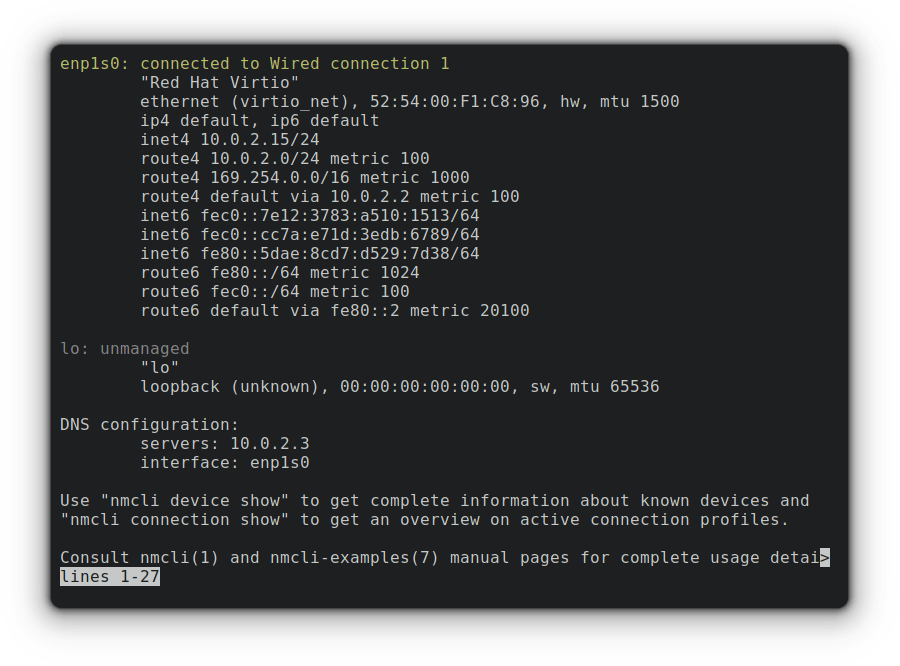 enp1s0: connected to Wired connection 1
        "Red Hat Virtio"
        ethernet (virtio_net), 52:54:00:F1:C8:96, hw, mtu 1500
        ip4 default, ip6 default
        inet4 10.0.2.15/24
        route4 10.0.2.0/24 metric 100
        route4 169.254.0.0/16 metric 1000
        route4 default via 10.0.2.2 metric 100
        inet6 fec0::7e12:3783:a510:1513/64
        inet6 fec0::cc7a:e71d:3edb:6789/64
        inet6 fe80::5dae:8cd7:d529:7d38/64
        route6 fe80::/64 metric 1024
        route6 fec0::/64 metric 100
        route6 default via fe80::2 metric 20100

lo: unmanaged
        "lo"
        loopback (unknown), 00:00:00:00:00:00, sw, mtu 65536

DNS configuration:
        servers: 10.0.2.3
        interface: enp1s0

Use "nmcli device show" to get complete information about known devices and
"nmcli connection show" to get an overview on active connection profiles.

Consult nmcli(1) and nmcli-examples(7) manual pages for complete usage detai>
lines 1-27